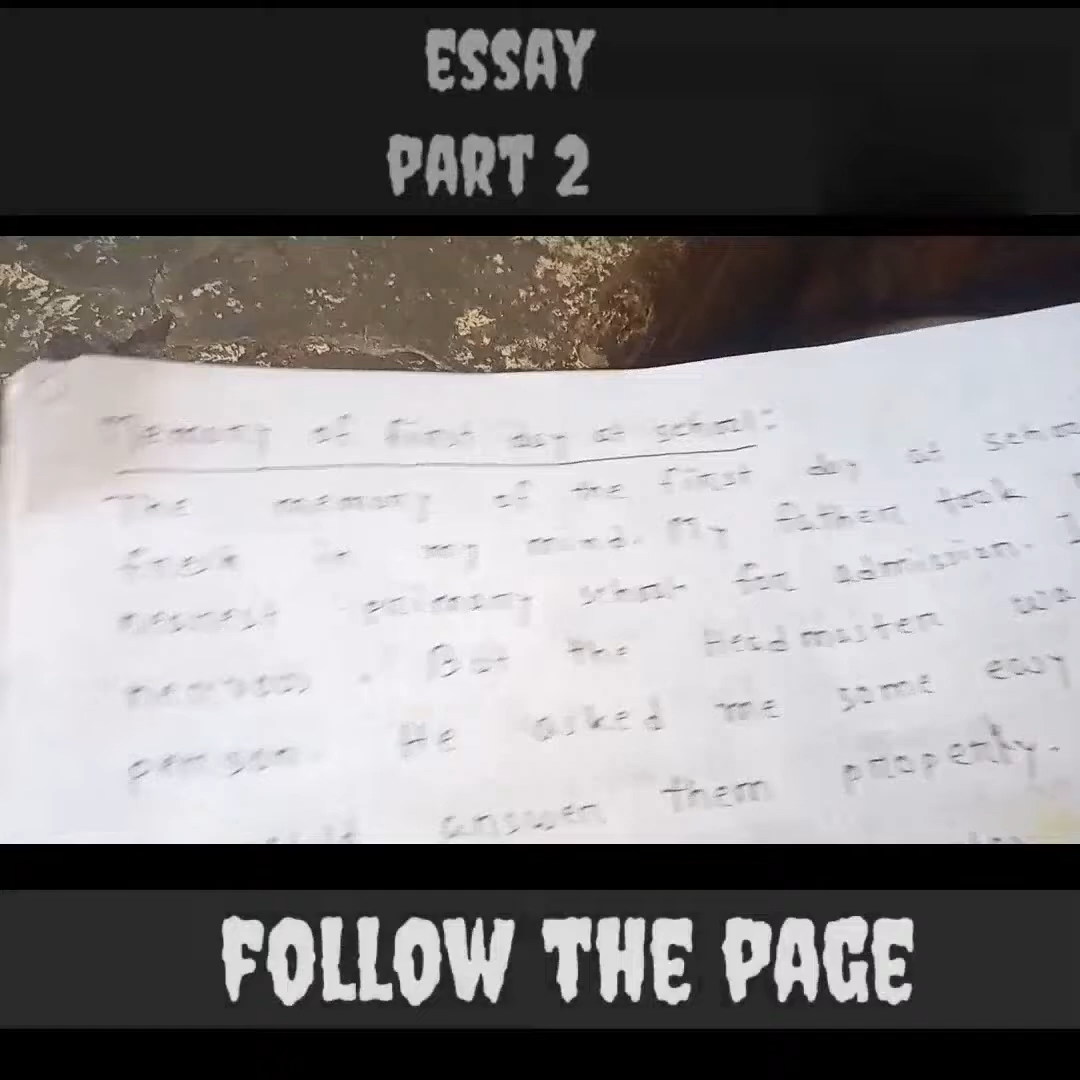 ESSAY
PART 2
Memory of first day at school:
The memory of the first day at
fresh in my mind. My father took
nearest primary school for admission. I
nervous. But the Headmaster
person. He asked me some easy
answer them properly.
FOLLOW THE PAGE